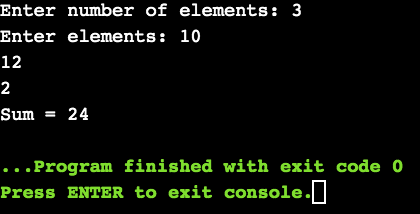 Enter number of elements: 3
Enter elements: 10
12
2
Sum = 24
...Program finished with exit code 0
Press ENTER to exit console.